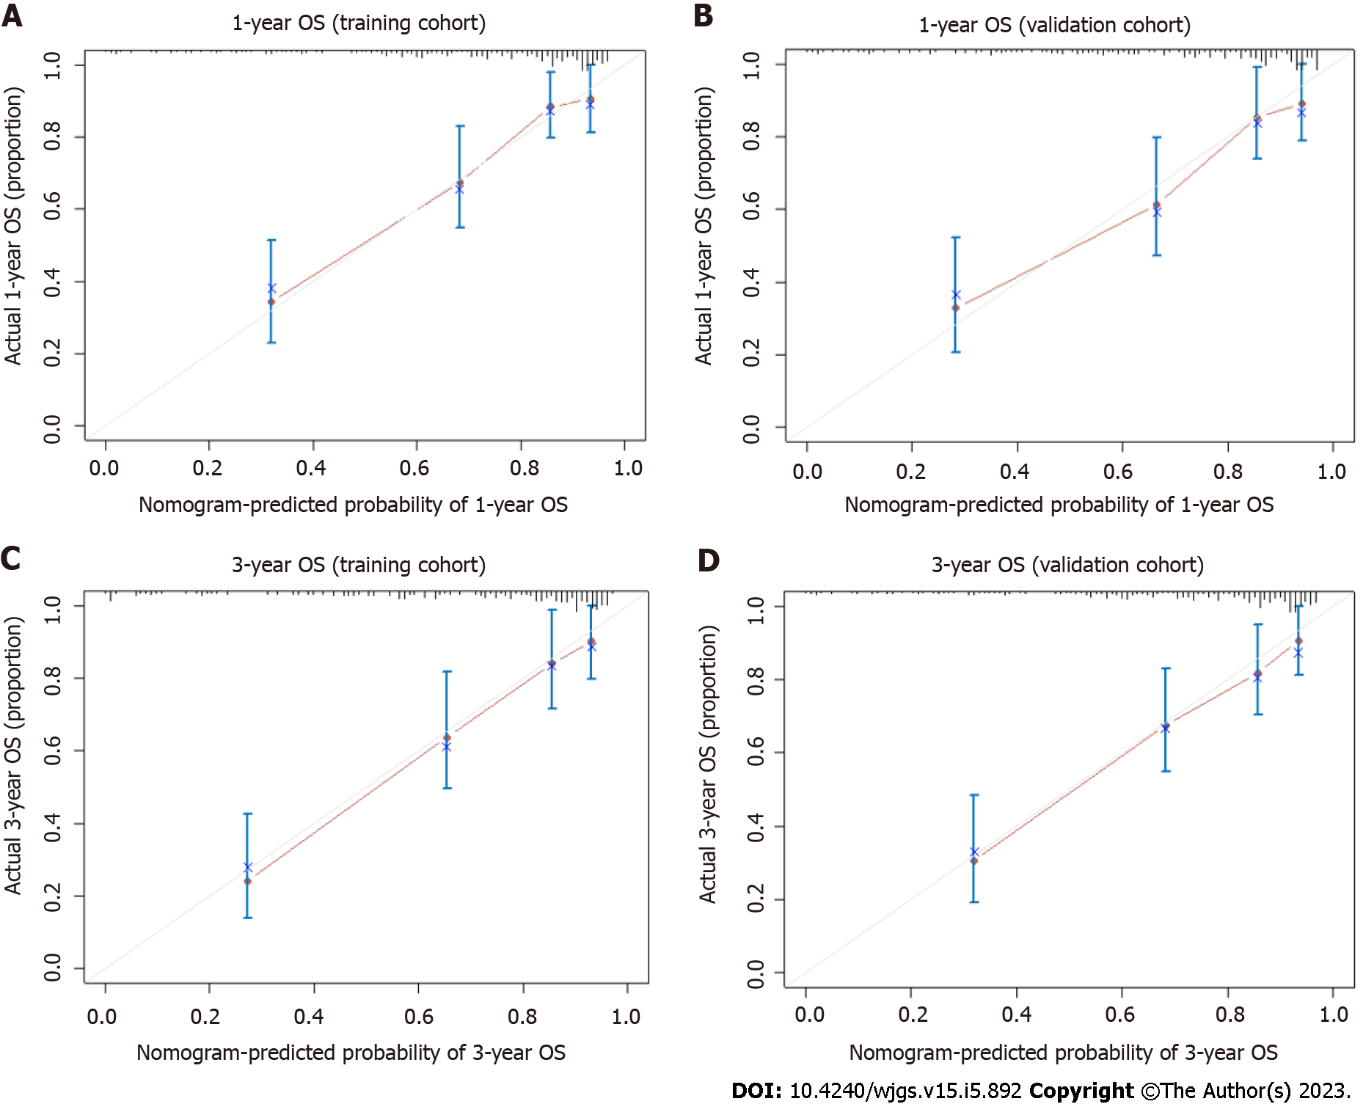 A
1-year OS (training cohort)
Actual 1-year OS (proportion)
1.0
0.8
0.6
0.4
0.2
0.0
0.0 0.2 0.4 0.6 0.8 1.0
Nomogram-predicted probability of 1-year OS
B
1-year OS (validation cohort)
Actual 1-year OS (proportion)
1.0
0.8
0.6
0.4
0.2
0.0
0.0 0.2 0.4 0.6 0.8 1.0
Nomogram-predicted probability of 1-year OS
C
3-year OS (training cohort)
Actual 3-year OS (proportion)
1.0
0.8
0.6
0.4
0.2
0.0
0.0 0.2 0.4 0.6 0.8 1.0
Nomogram-predicted probability of 3-year OS
D
3-year OS (validation cohort)
Actual 3-year OS (proportion)
1.0
0.8
0.6
0.4
0.2
0.0
0.0 0.2 0.4 0.6 0.8 1.0
Nomogram-predicted probability of 3-year OS
DOI: 10.4240/wjgs.v15.i5.892 Copyright ©The Author(s) 2023.